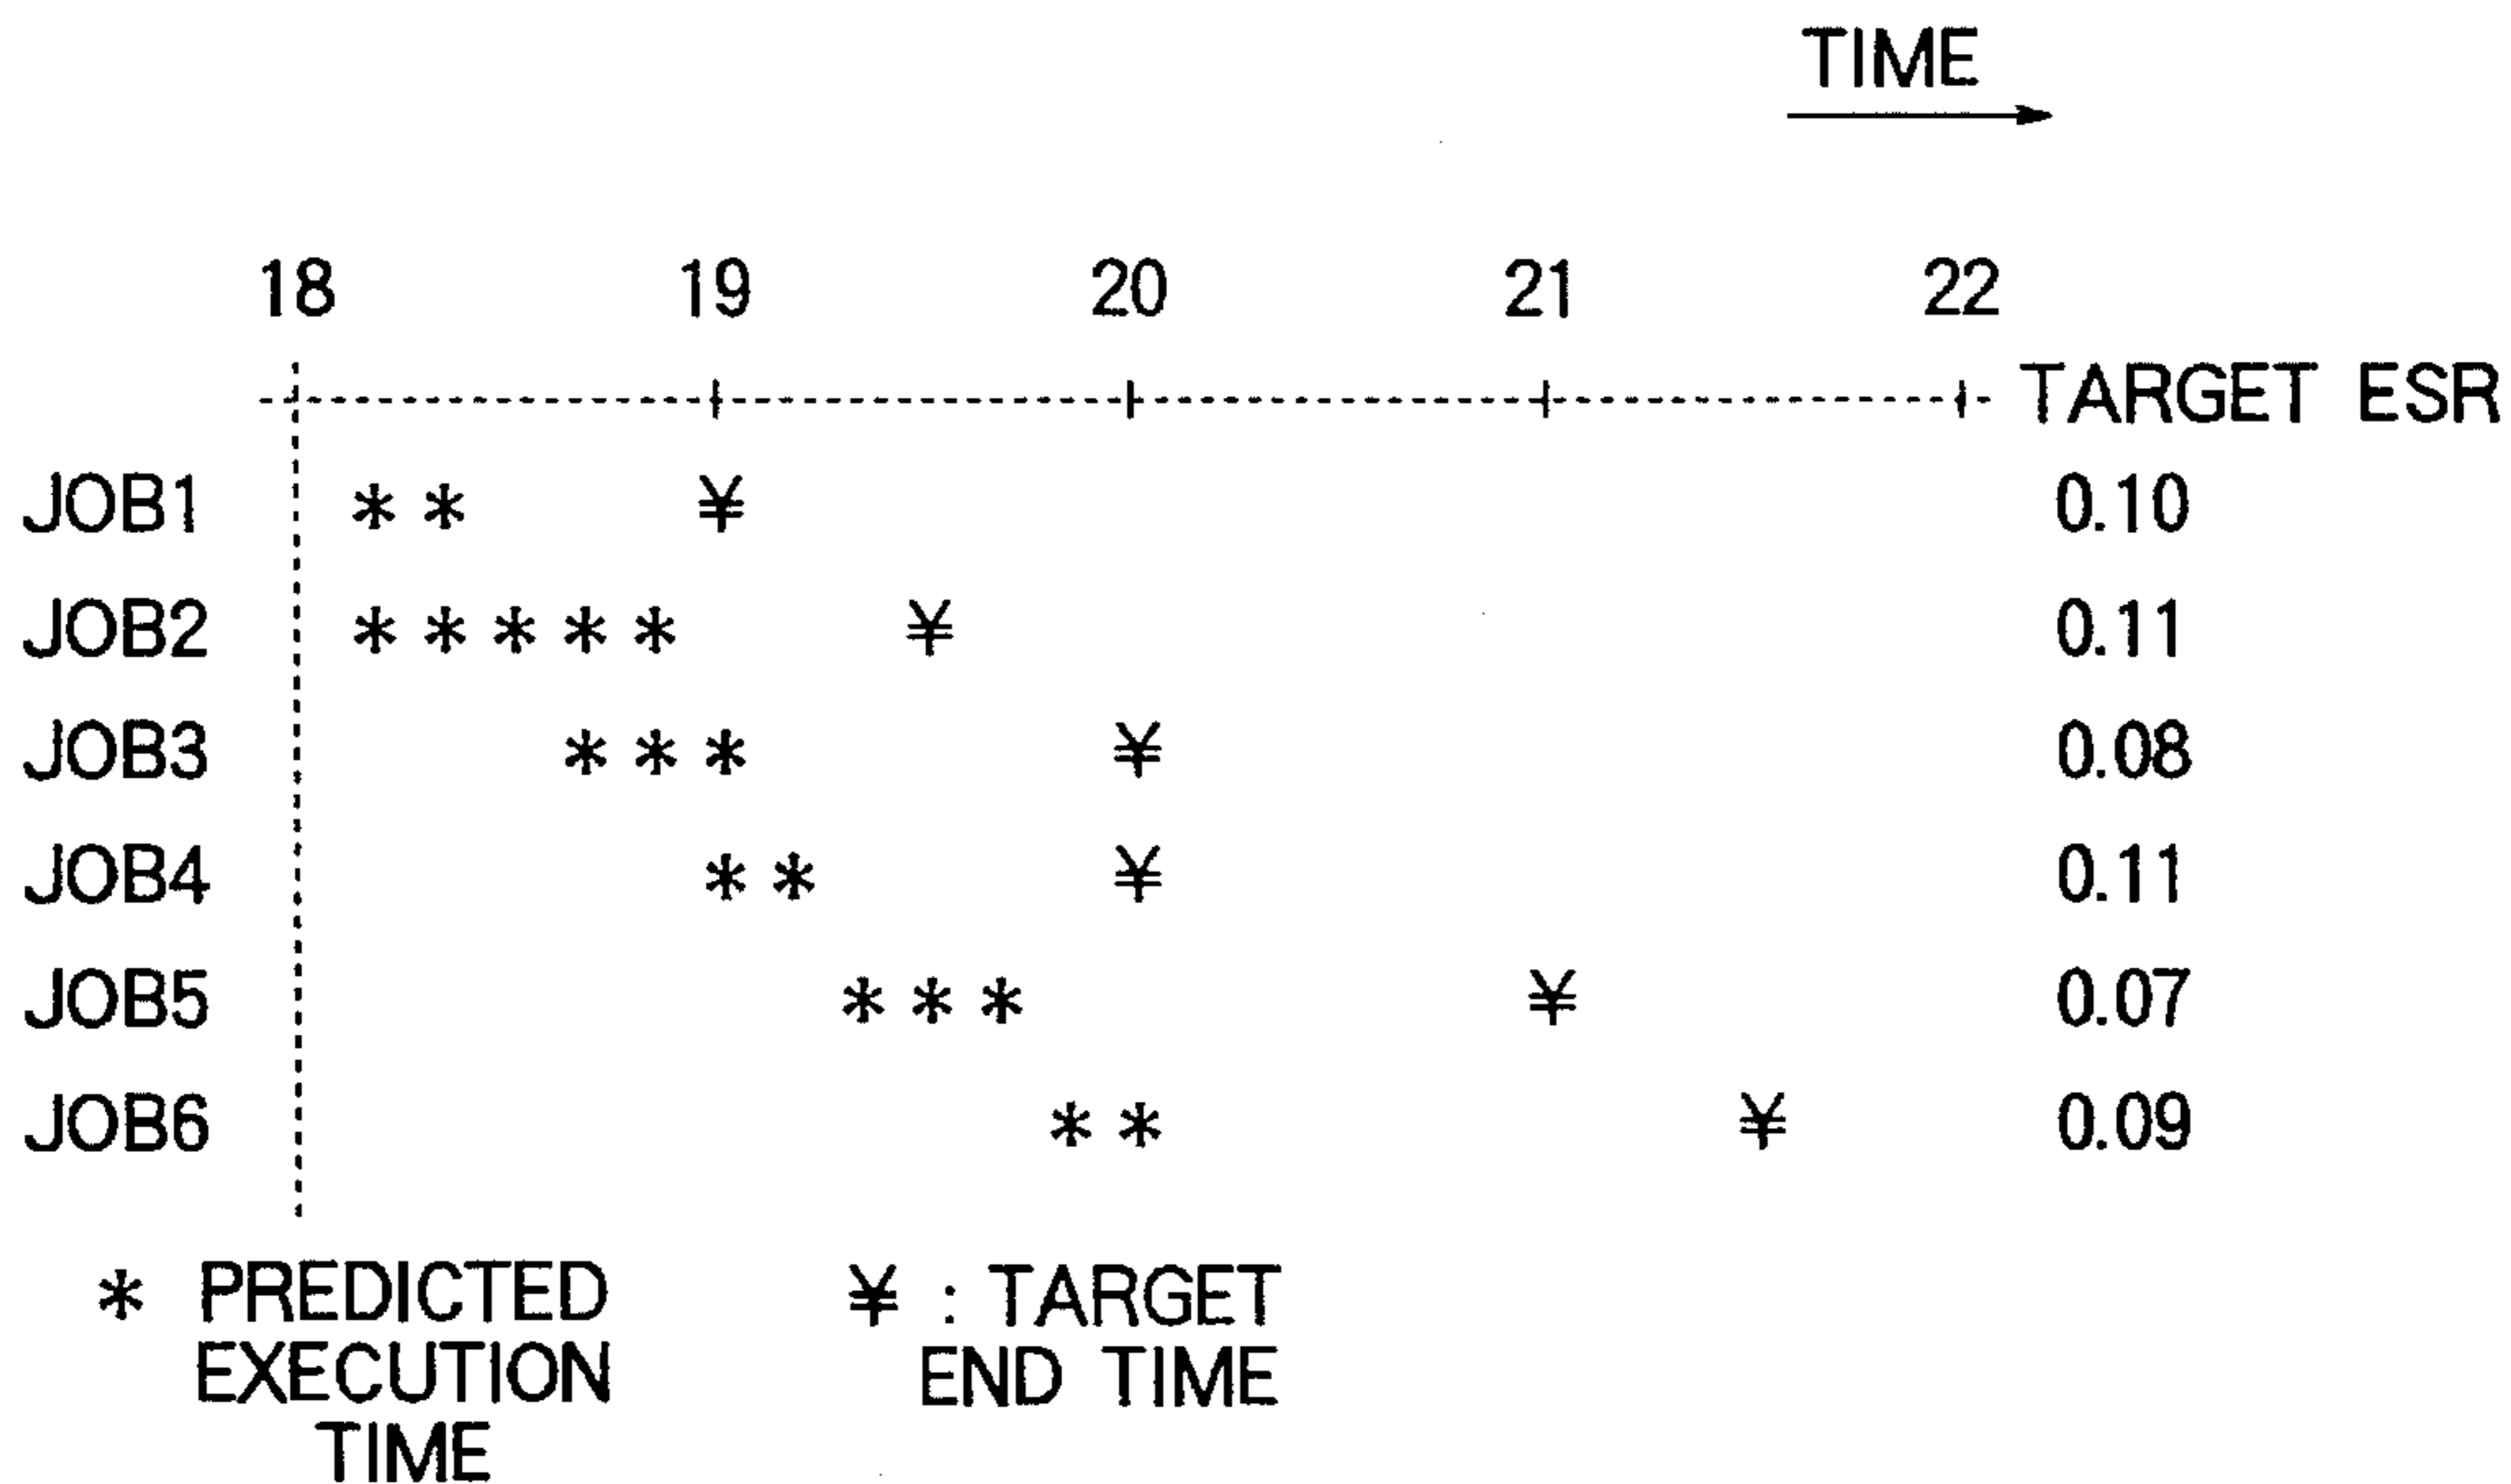 TIME
18 19 20 21 22
TARGET ESR
JOB1 * * ¥ 0.10
JOB2 * * * * * ¥ 0.11
JOB3 * * * ¥ 0.08
JOB4 * * ¥ 0.11
JOB5 * * * ¥ 0.07
JOB6 * * ¥ 0.09
* PREDICTED
EXECUTION
TIME
¥ : TARGET
END TIME